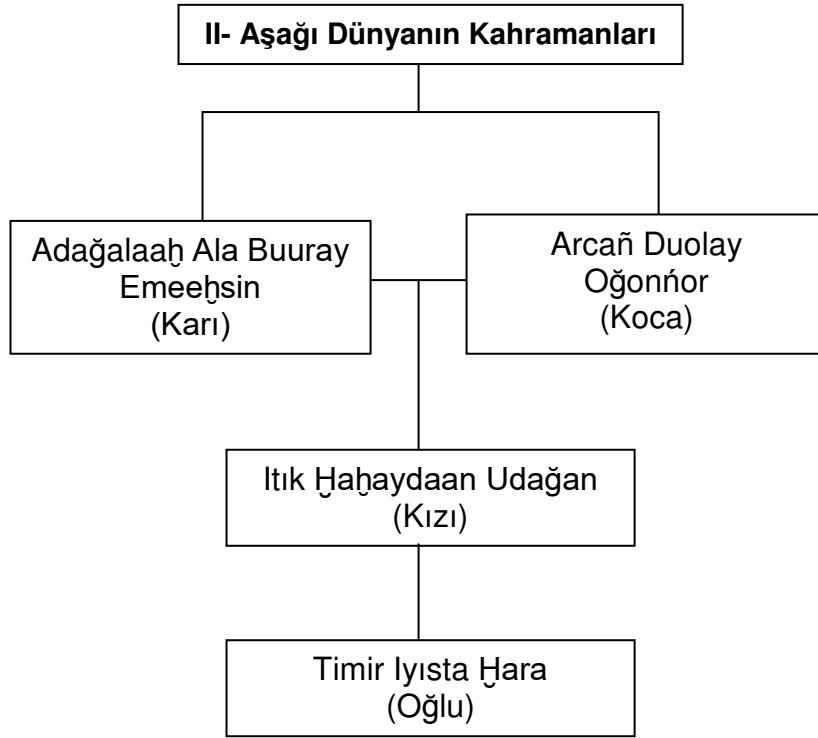 II- Aşağı Dünyanın Kahramanları
Adağalaaḫ Ala Buuray
Emeeḫsin
(Karı)
Arcañ Duolay
Oğonńor
(Koca)
Itık Ḫaḫaydaan Udağan
(Kızı)
Timir Iyısta Ḫara
(Oğlu)